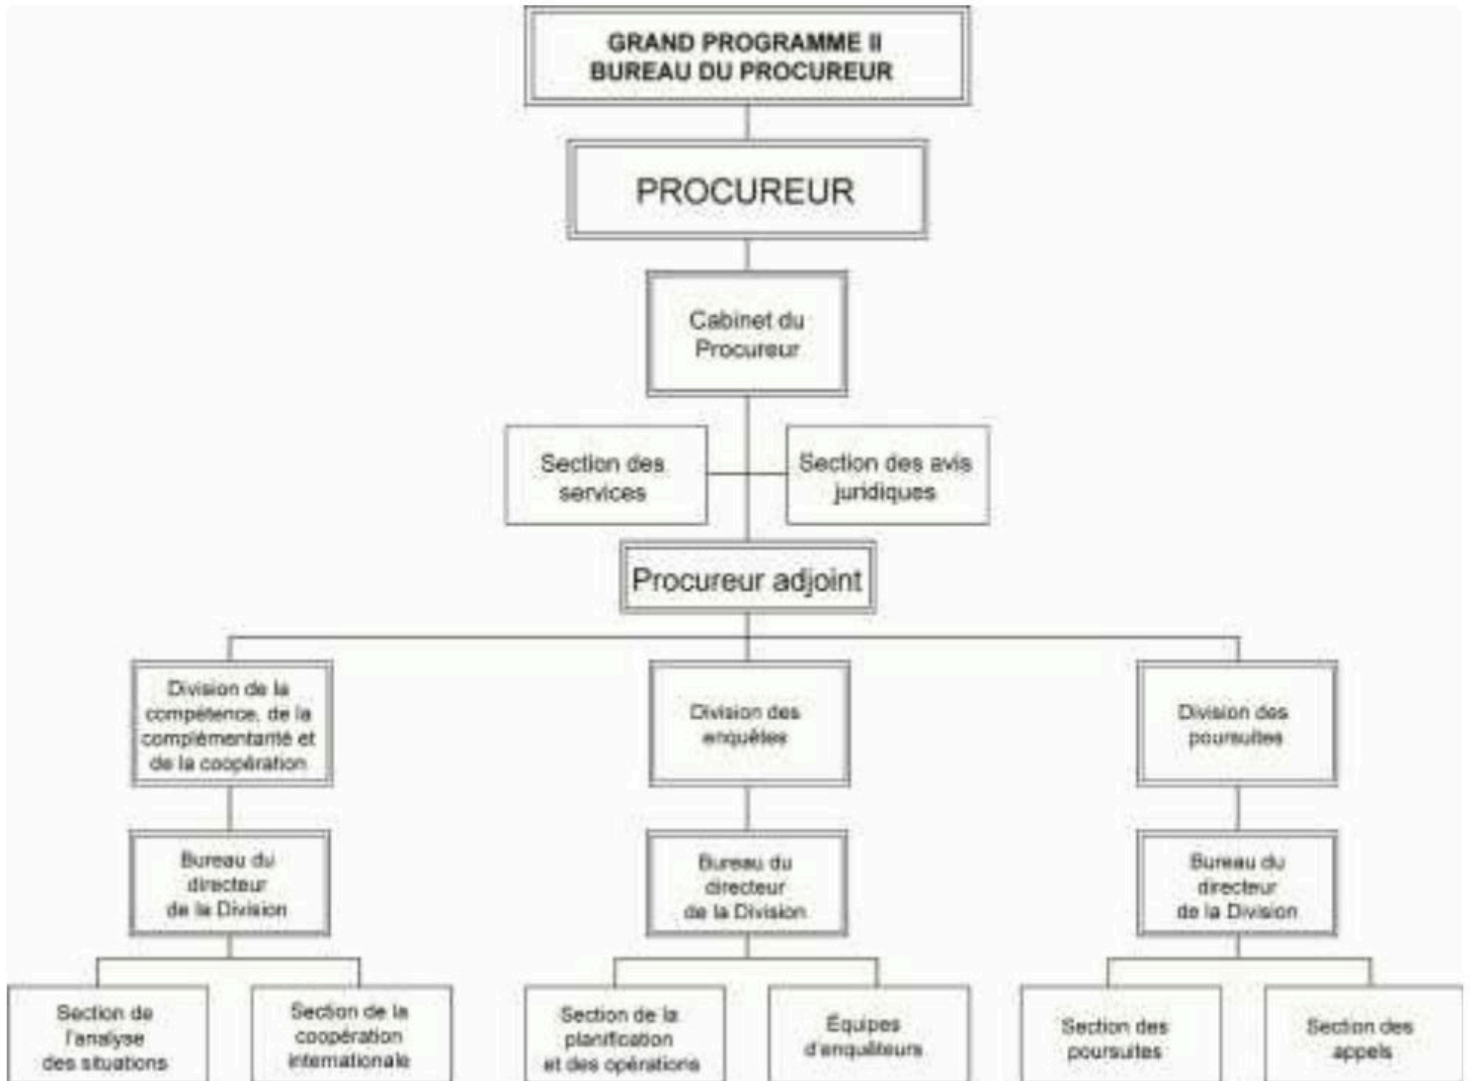 GRAND PROGRAMME II
BUREAU DU PROCUREUR
PROCUREUR
Cabinet du
Procureur
Section des
services
Section des avis
juridiques
Procureur adjoint
Division de la
compétence, de la
complémentarité et
de la coopération
Division des
enquêtes
Division des
poursuites
Bureau du
directeur
de la Division
Bureau du
directeur
de la Division
Bureau du
directeur
de la Division
Section de
l'analyse
des situations
Section de la
coopération
internationale
Section de la
planification
et des opérations
Équipes
d'enquêteurs
Section des
poursuites
Section des
appels